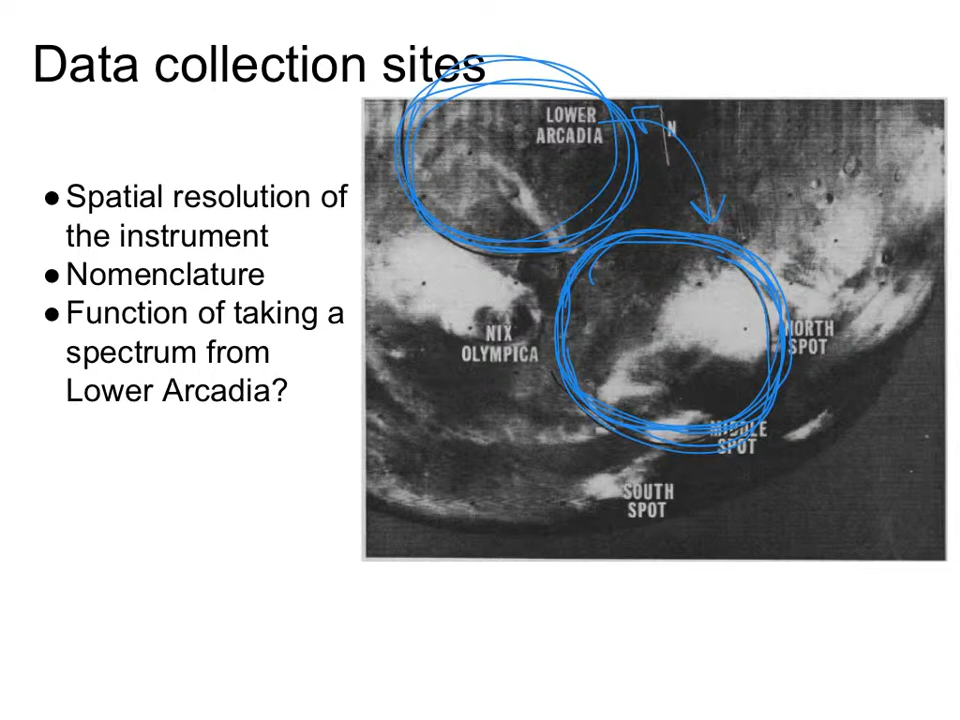 Data collection sites
● Spatial resolution of
the instrument
● Nomenclature
● Function of taking a
spectrum from
Lower Arcadia?
LOWER
ARCADIA
N
NIX
OLYMPICA
NORTH
SPOT
MIDDLE
SPOT
SOUTH
SPOT